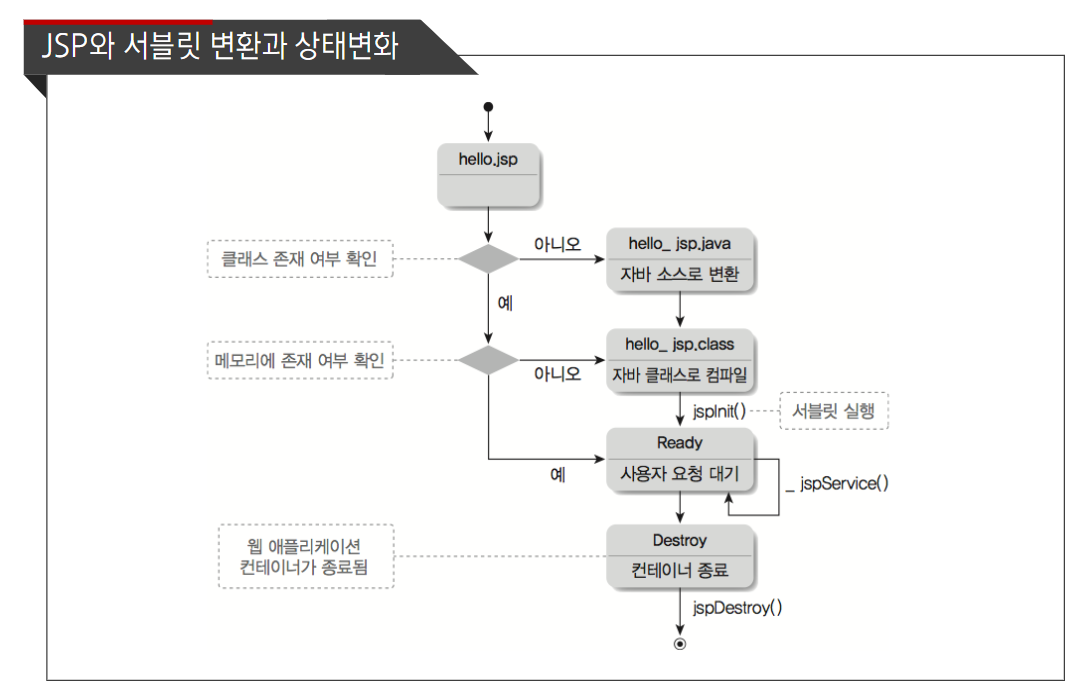 JSP와 서블릿 변환과 상태변화
hello.jsp
클래스 존재 여부 확인
아니오
hello_ jsp.java
자바 소스로 변환
예
메모리에 존재 여부 확인
아니오
hello_ jsp.class
자바 클래스로 컴파일
jspInit()
서블릿 실행
Ready
사용자 요청 대기
예
_ jspService()
웹 애플리케이션
컨테이너가 종료됨
Destroy
컨테이너 종료
jspDestroy()